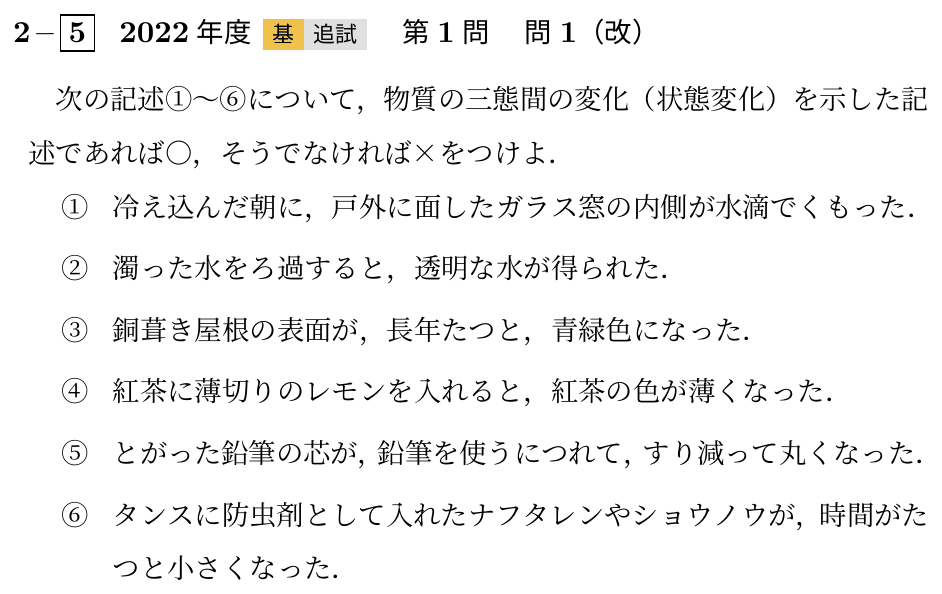 2－5 2022年度 基 追試 第1問 問1（改）
次の記述①〜⑥について，物質の三態間の変化（状態変化）を示した記
述であれば○，そうでなければ×をつけよ．
① 冷え込んだ朝に，戸外に面したガラス窓の内側が水滴でくもった．
② 濁った水をろ過すると，透明な水が得られた．
③ 銅葺き屋根の表面が，長年たつと，青緑色になった．
④ 紅茶に薄切りのレモンを入れると，紅茶の色が薄くなった．
⑤ とがった鉛筆の芯が，鉛筆を使うにつれて，すり減って丸くなった．
⑥ タンスに防虫剤として入れたナフタレンやショウノウが，時間がた
つと小さくなった．